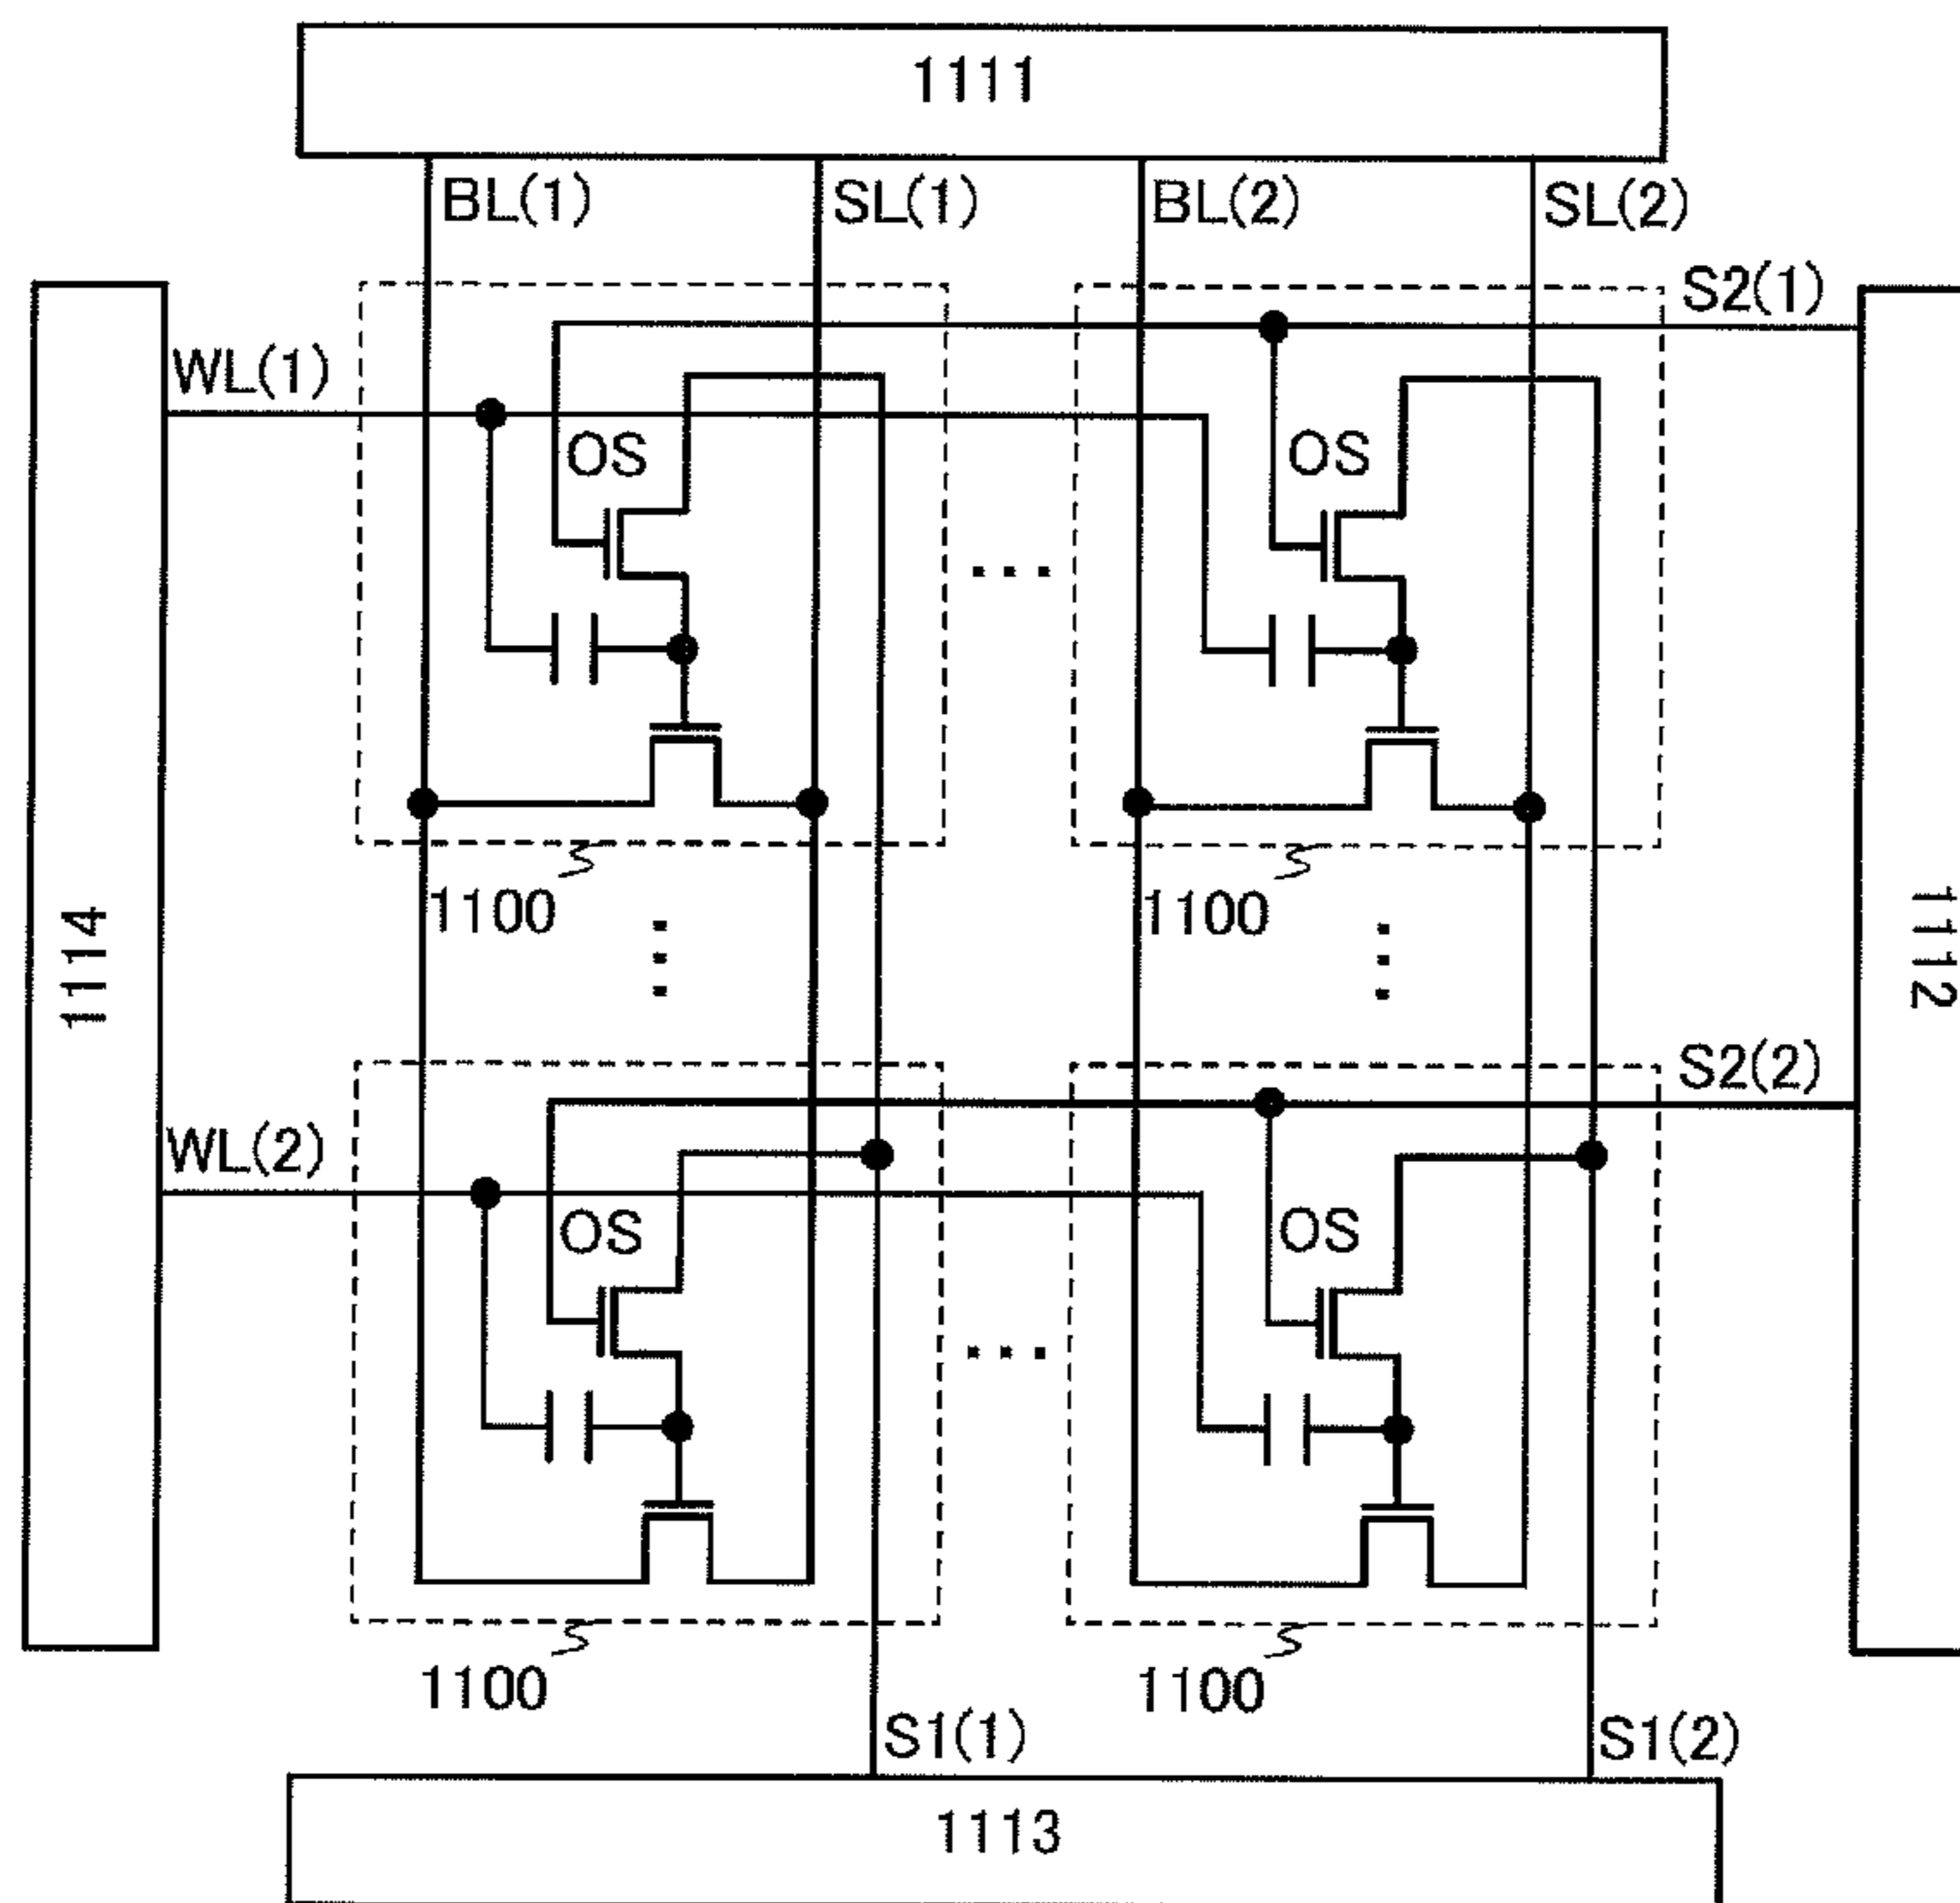 1111
BL(1)
SL(1)
BL(2)
SL(2)
S2(1)
WL(1)
OS
OS
1100
1100
1114
1112
S2(2)
WL(2)
OS
OS
1100
1100
S1(1)
S1(2)
1113